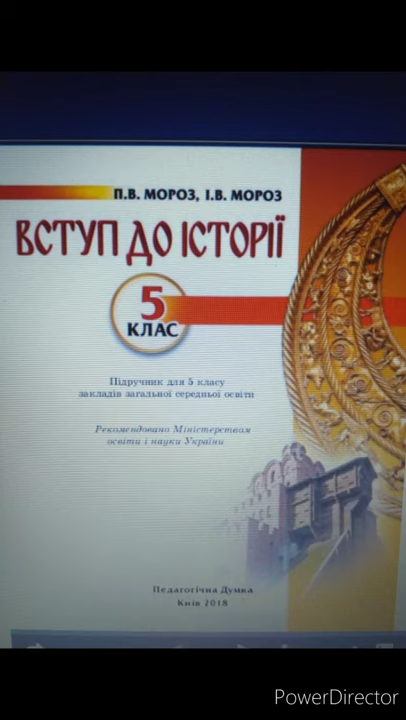 П.В. МОРОЗ, І.В. МОРОЗ
ВСТУП ДО ІСТОРІЇ
5
КЛАС
Підручник для 5 класу
закладів загальної середньої освіти
Рекомендовано Міністерством
освіти і науки України
Педагогічна Думка
Київ 2018
PowerDirector